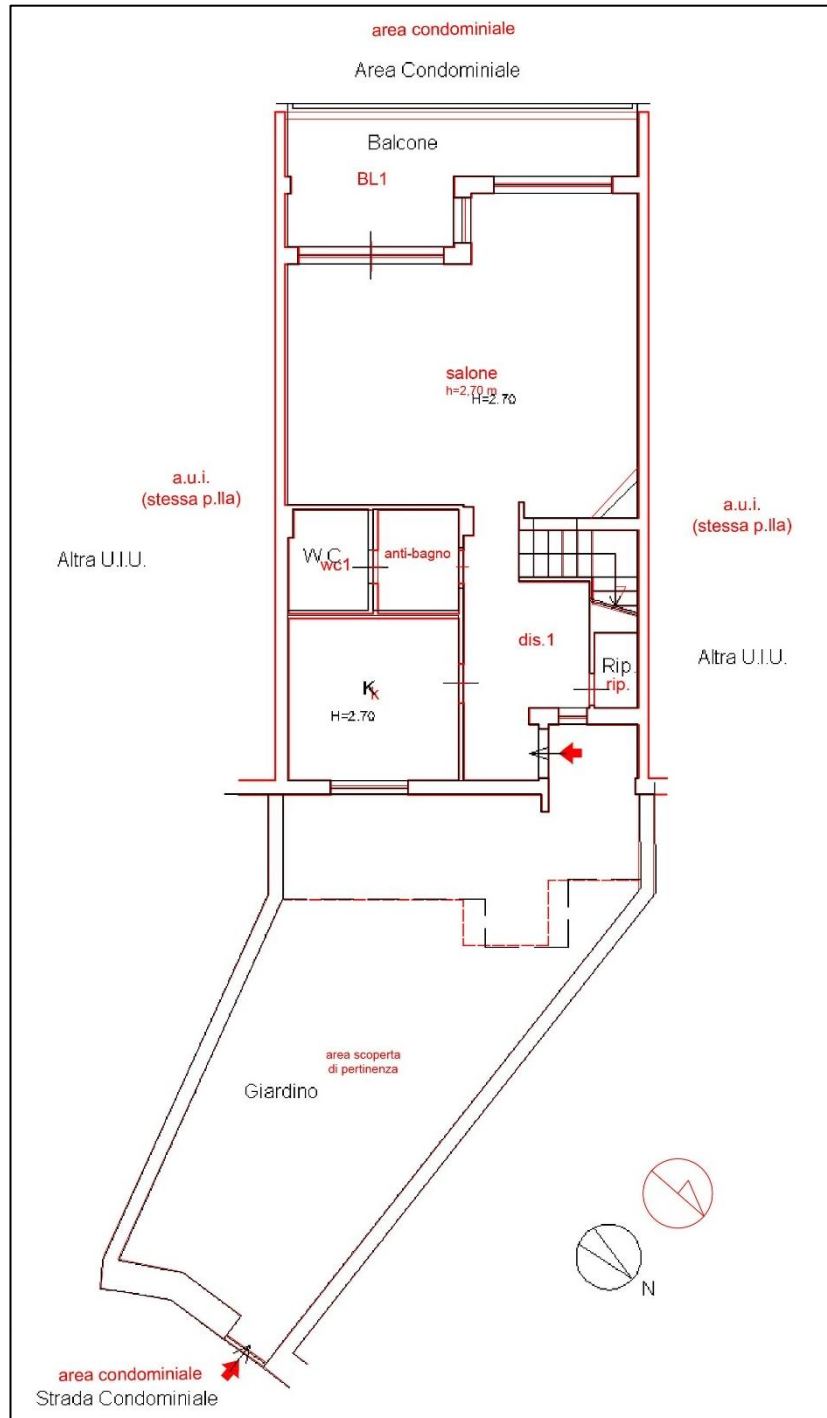 area condominiale
Area Condominiale
Balcone
BL1
salone
h=2,70 m
H=2.70
a.u.i.
(stessa p.lla)
a.u.i.
(stessa p.lla)
Altra U.I.U.
W.C.
wc1
anti-bagno
dis.1
Rip.
rip.
Altra U.I.U.
K
k
H=2.70
area scoperta
di pertinenza
Giardino
N
area condominiale
Strada Condominiale